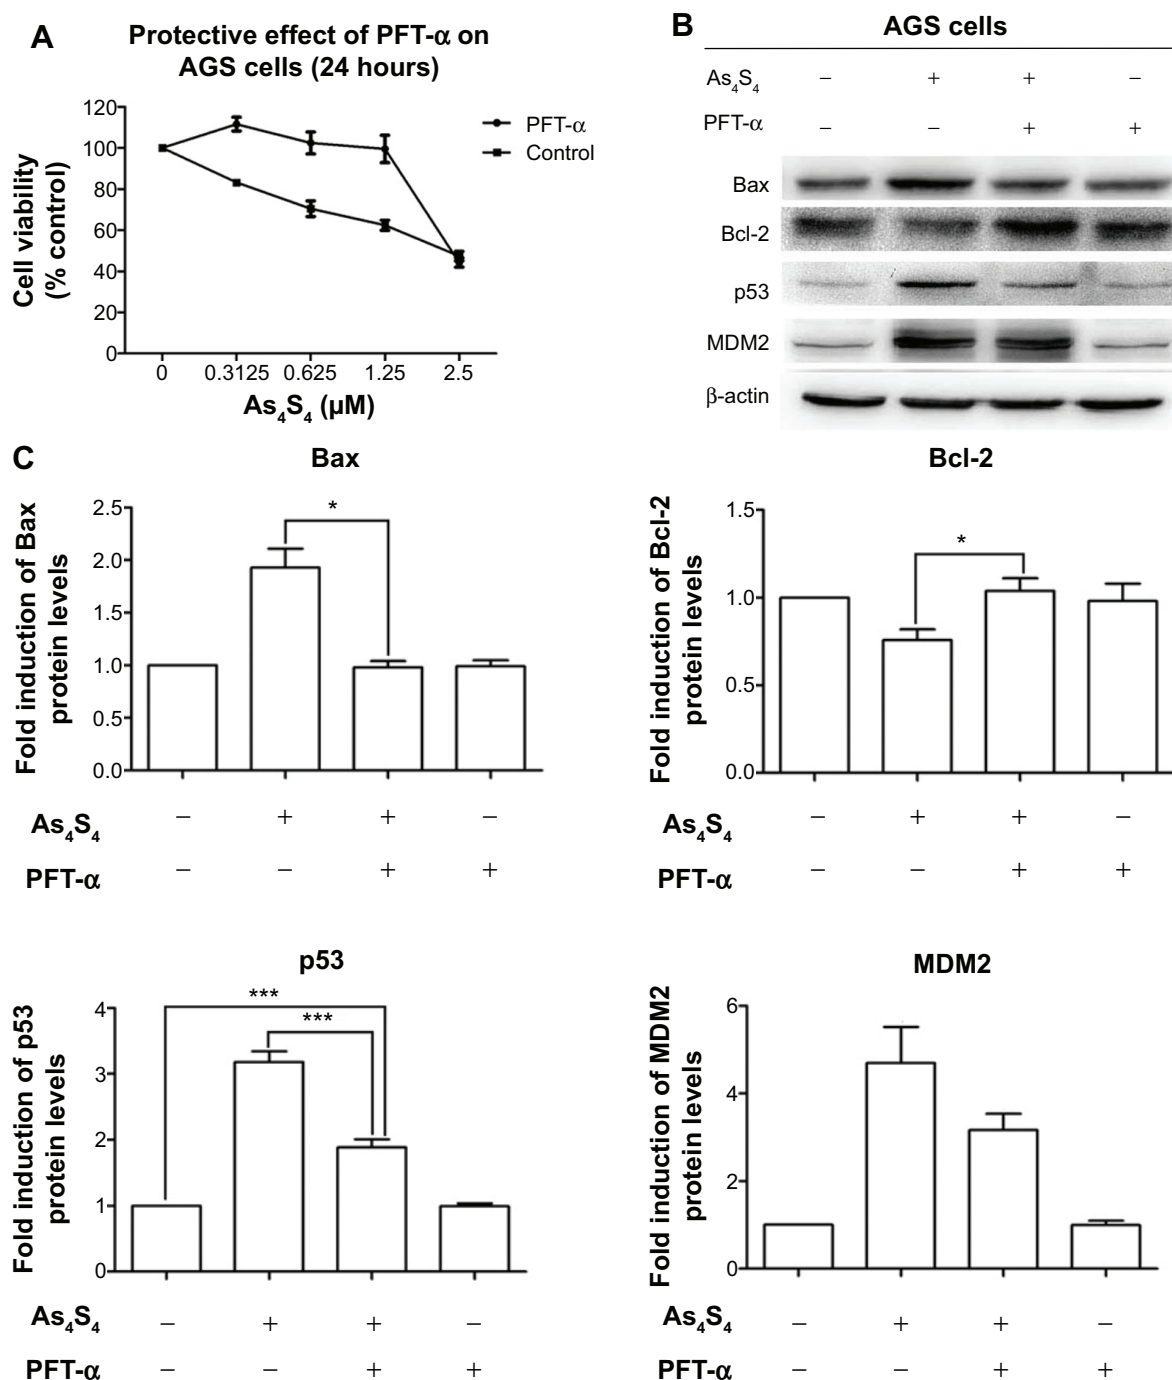 A
Protective effect of PFT-α on
AGS cells (24 hours)
Cell viability
(% control)
120
100
80
60
40
20
0
PFT-α
Control
0 0.3125 0.625 1.25 2.5
As₄S₄ (µM)
B
AGS cells
As₄S₄ − + + −
PFT-α − − + +
Bax
Bcl-2
p53
MDM2
β-actin
C
Bax
Fold induction of Bax
protein levels
2.5
2.0
1.5
1.0
0.5
0.0
*
As₄S₄ − + + −
PFT-α − − + +
Bcl-2
Fold induction of Bcl-2
protein levels
1.5
1.0
0.5
0.0
*
As₄S₄ − + + −
PFT-α − − + +
p53
Fold induction of p53
protein levels
4
3
2
1
0
***
***
As₄S₄ − + + −
PFT-α − − + +
MDM2
Fold induction of MDM2
protein levels
6
4
2
0
As₄S₄ − + + −
PFT-α − − + +